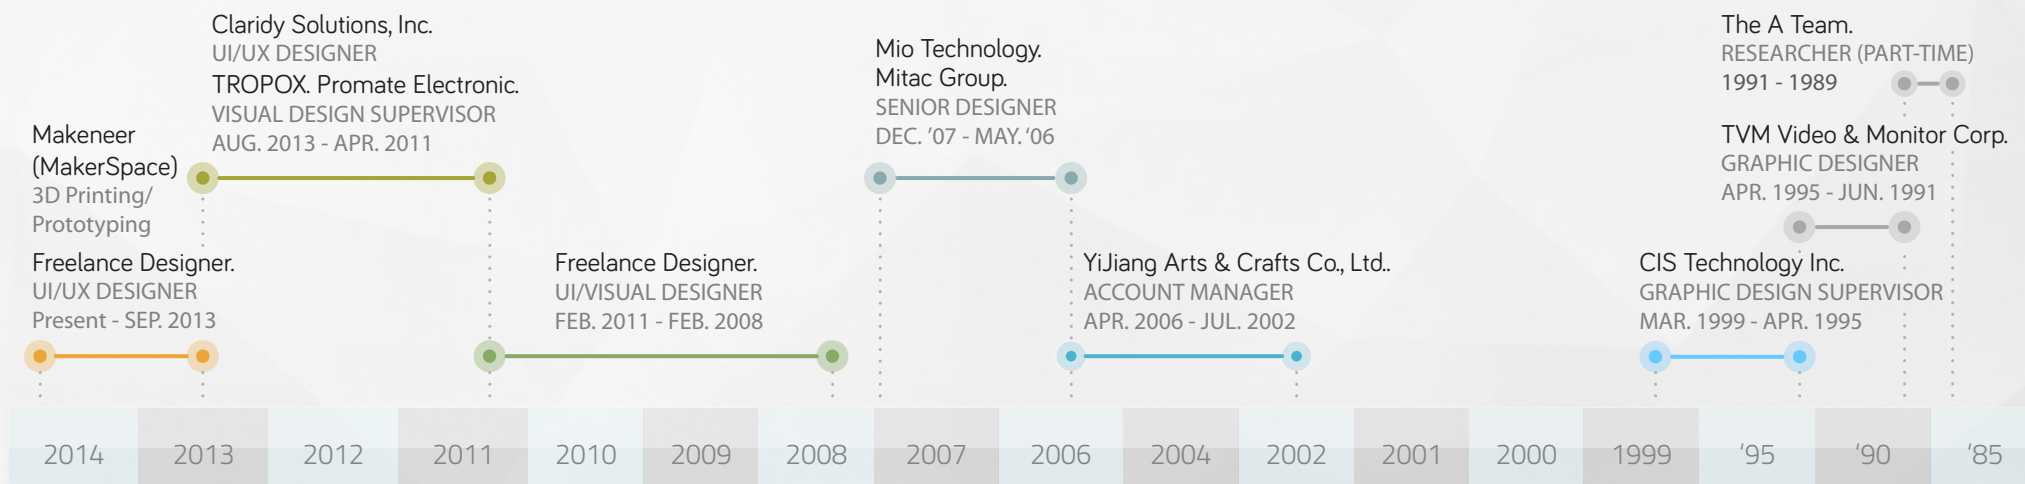 Makeneer
(MakerSpace)
3D Printing/
Prototyping
Freelance Designer.
UI/UX DESIGNER
Present - SEP. 2013
Claridy Solutions, Inc.
UI/UX DESIGNER
TROPOX. Promate Electronic.
VISUAL DESIGN SUPERVISOR
AUG. 2013 - APR. 2011
Freelance Designer.
UI/VISUAL DESIGNER
FEB. 2011 - FEB. 2008
Mio Technology.
Mitac Group.
SENIOR DESIGNER
DEC. ’07 - MAY. ‘06
YiJiang Arts & Crafts Co., Ltd..
ACCOUNT MANAGER
APR. 2006 - JUL. 2002
The A Team.
RESEARCHER (PART-TIME)
1991 - 1989
TVM Video & Monitor Corp.
GRAPHIC DESIGNER
APR. 1995 - JUN. 1991
CIS Technology Inc.
GRAPHIC DESIGN SUPERVISOR
MAR. 1999 - APR. 1995
2014 2013 2012 2011 2010 2009 2008 2007 2006 2004 2002 2001 2000 1999 ‘95 ‘90 ‘85